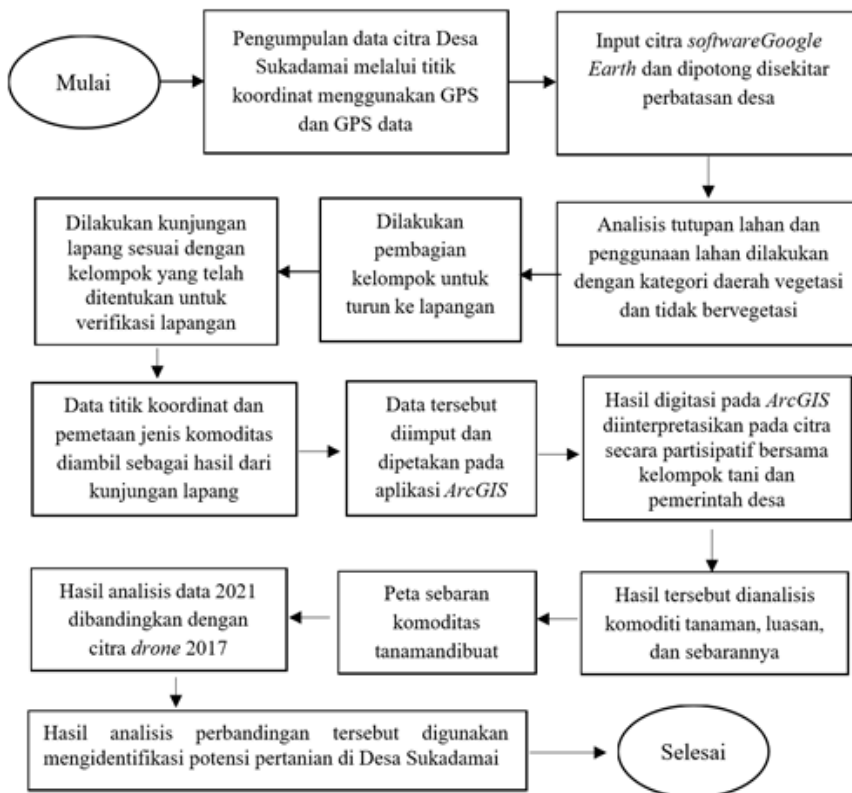 Mulai
Pengumpulan data citra Desa
Sukadamai melalui titik
koordinat menggunakan GPS
dan GPS data
Input citra softwareGoogle
Earth dan dipotong disekitar
perbatasan desa
Analisis tutupan lahan dan
penggunaan lahan dilakukan
dengan kategori daerah vegetasi
dan tidak bervegetasi
Dilakukan
pembagian
kelompok untuk
turun ke lapangan
Dilakukan kunjungan
lapang sesuai dengan
kelompok yang telah
ditentukan untuk
verifikasi lapangan
Data titik koordinat dan
pemetaan jenis komoditas
diambil sebagai hasil dari
kunjungan lapang
Data tersebut
diimput dan
dipetakan pada
aplikasi ArcGIS
Hasil digitasi pada ArcGIS
diinterpretasikan pada citra
secara partisipatif bersama
kelompok tani dan
pemerintah desa
Hasil tersebut dianalisis
komoditi tanaman, luasan,
dan sebarannya
Peta sebaran
komoditas
tanamandibuat
Hasil analisis data 2021
dibandingkan dengan
citra drone 2017
Hasil analisis perbandingan tersebut digunakan
mengidentifikasi potensi pertanian di Desa Sukadamai
Selesai